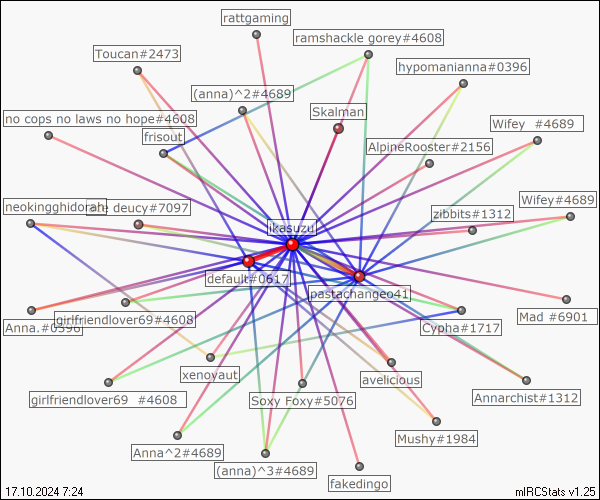 rattgaming
ramshackle gorey#4608
Toucan#2473
hypomanianna#0396
(anna)^2#4689
Skalman
no cops no laws no hope#4608
Wifey #4689
frisout
AlpineRooster#2156
Wifey#4689
neokingghidorah
deucy#7097
zibbits#1312
ikasuzu
default#0617
pastachangeo41
Anna.#0396
girlfriendlover69#4608
Mad #6901
Cypha#1717
xenoyaut
avelicious
girlfriendlover69 #4608
Soxy Foxy#5076
Annarchist#1312
Mushy#1984
Anna^2#4689
(anna)^3#4689
fakedingo
17.10.2024 7:24
mIRCStats v1.25